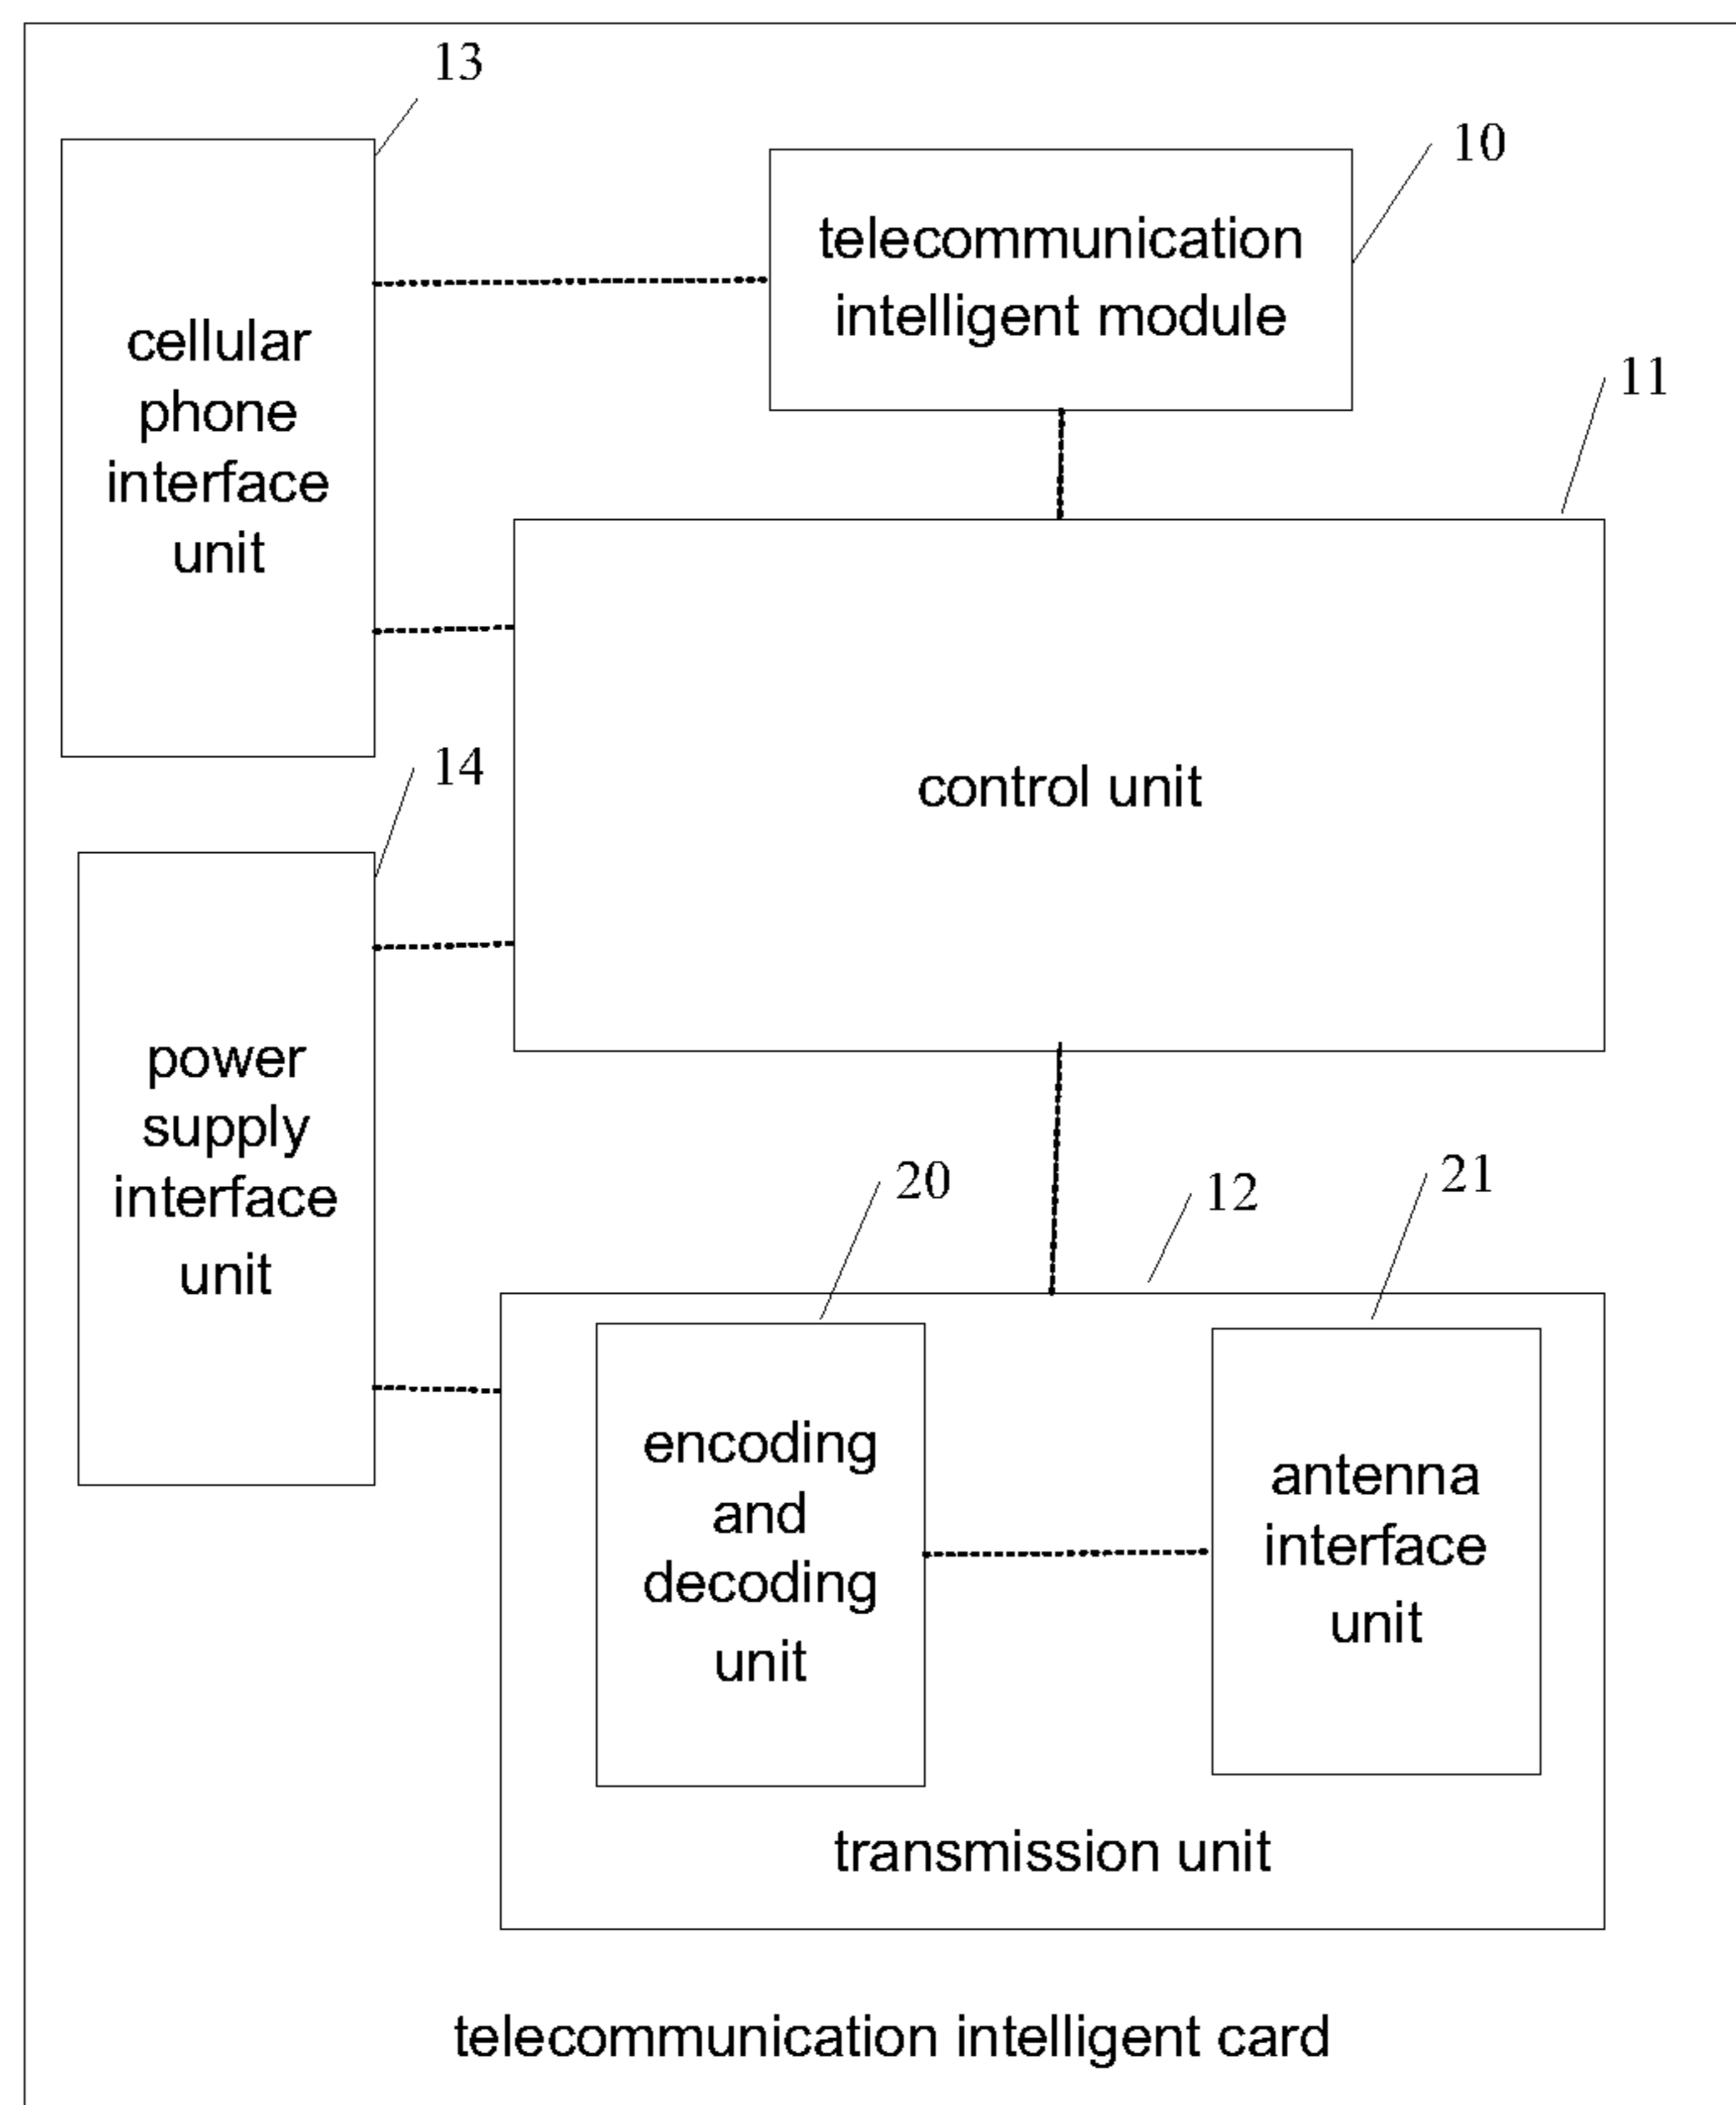 13
10
telecommunication
intelligent module
cellular
phone
interface
unit
11
control unit
14
power
supply
interface
unit
20
12
21
encoding
and
decoding
unit
antenna
interface
unit
transmission unit
telecommunication intelligent card